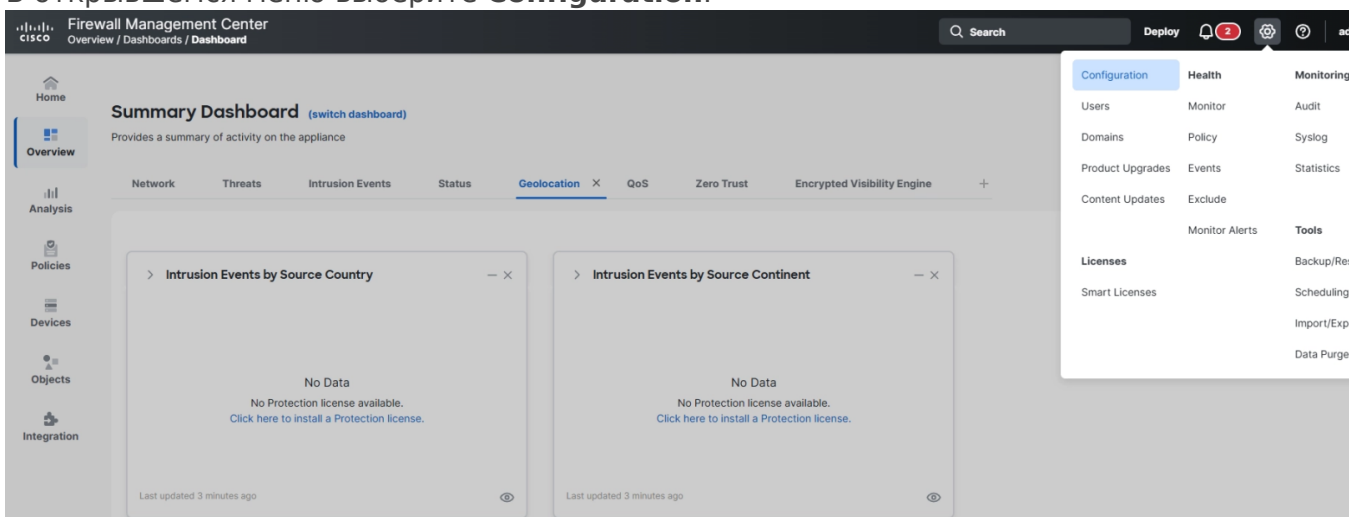 В открывшемся меню выберите Configuration.
cisco
Firewall Management Center
Overview / Dashboards / Dashboard
Search
Deploy
2
Home
Overview
Analysis
Policies
Devices
Objects
Integration
Summary Dashboard (switch dashboard)
Provides a summary of activity on the appliance
Network Threats Intrusion Events Status Geolocation × QoS Zero Trust Encrypted Visibility Engine +
Intrusion Events by Source Country
No Data
No Protection license available.
Click here to install a Protection license.
Last updated 3 minutes ago
Intrusion Events by Source Continent
No Data
No Protection license available.
Click here to install a Protection license.
Last updated 3 minutes ago
Configuration
Users
Domains
Product Upgrades
Content Updates
Licenses
Smart Licenses
Health
Monitor
Policy
Events
Exclude
Monitor Alerts
Monitoring
Audit
Syslog
Statistics
Tools
Backup/Res
Scheduling
Import/Exp
Data Purge